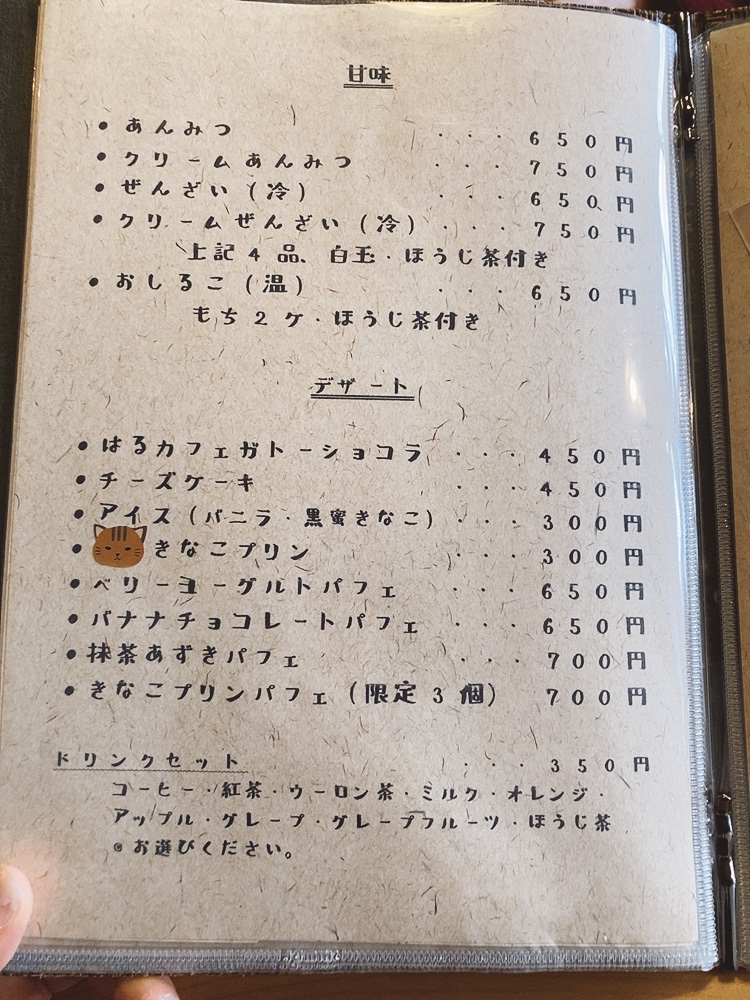 甘味
・あんみつ ・・・650円
・クリームあんみつ ・・・750円
・ぜんざい(冷) ・・・650円
・クリームぜんざい(冷) ・・・750円
上記4品、白玉・ほうじ茶付き
・おしるこ(温) ・・・650円
もち2ケ・ほうじ茶付き
デザート
・はるカフェガトーショコラ ・・・450円
・チーズケーキ ・・・450円
・アイス(バニラ・黒蜜きなこ) ・・・300円
・きなこプリン ・・・300円
・ベリーヨーグルトパフェ ・・・650円
・バナナチョコレートパフェ ・・・650円
・抹茶あずきパフェ ・・・700円
・きなこプリンパフェ(限定3個) 700円
ドリンクセット ・・・350円
コーヒー・紅茶・ウーロン茶・ミルク・オレンジ・
アップル・グレープ・グレープフルーツ・ほうじ茶
◎お選びください。